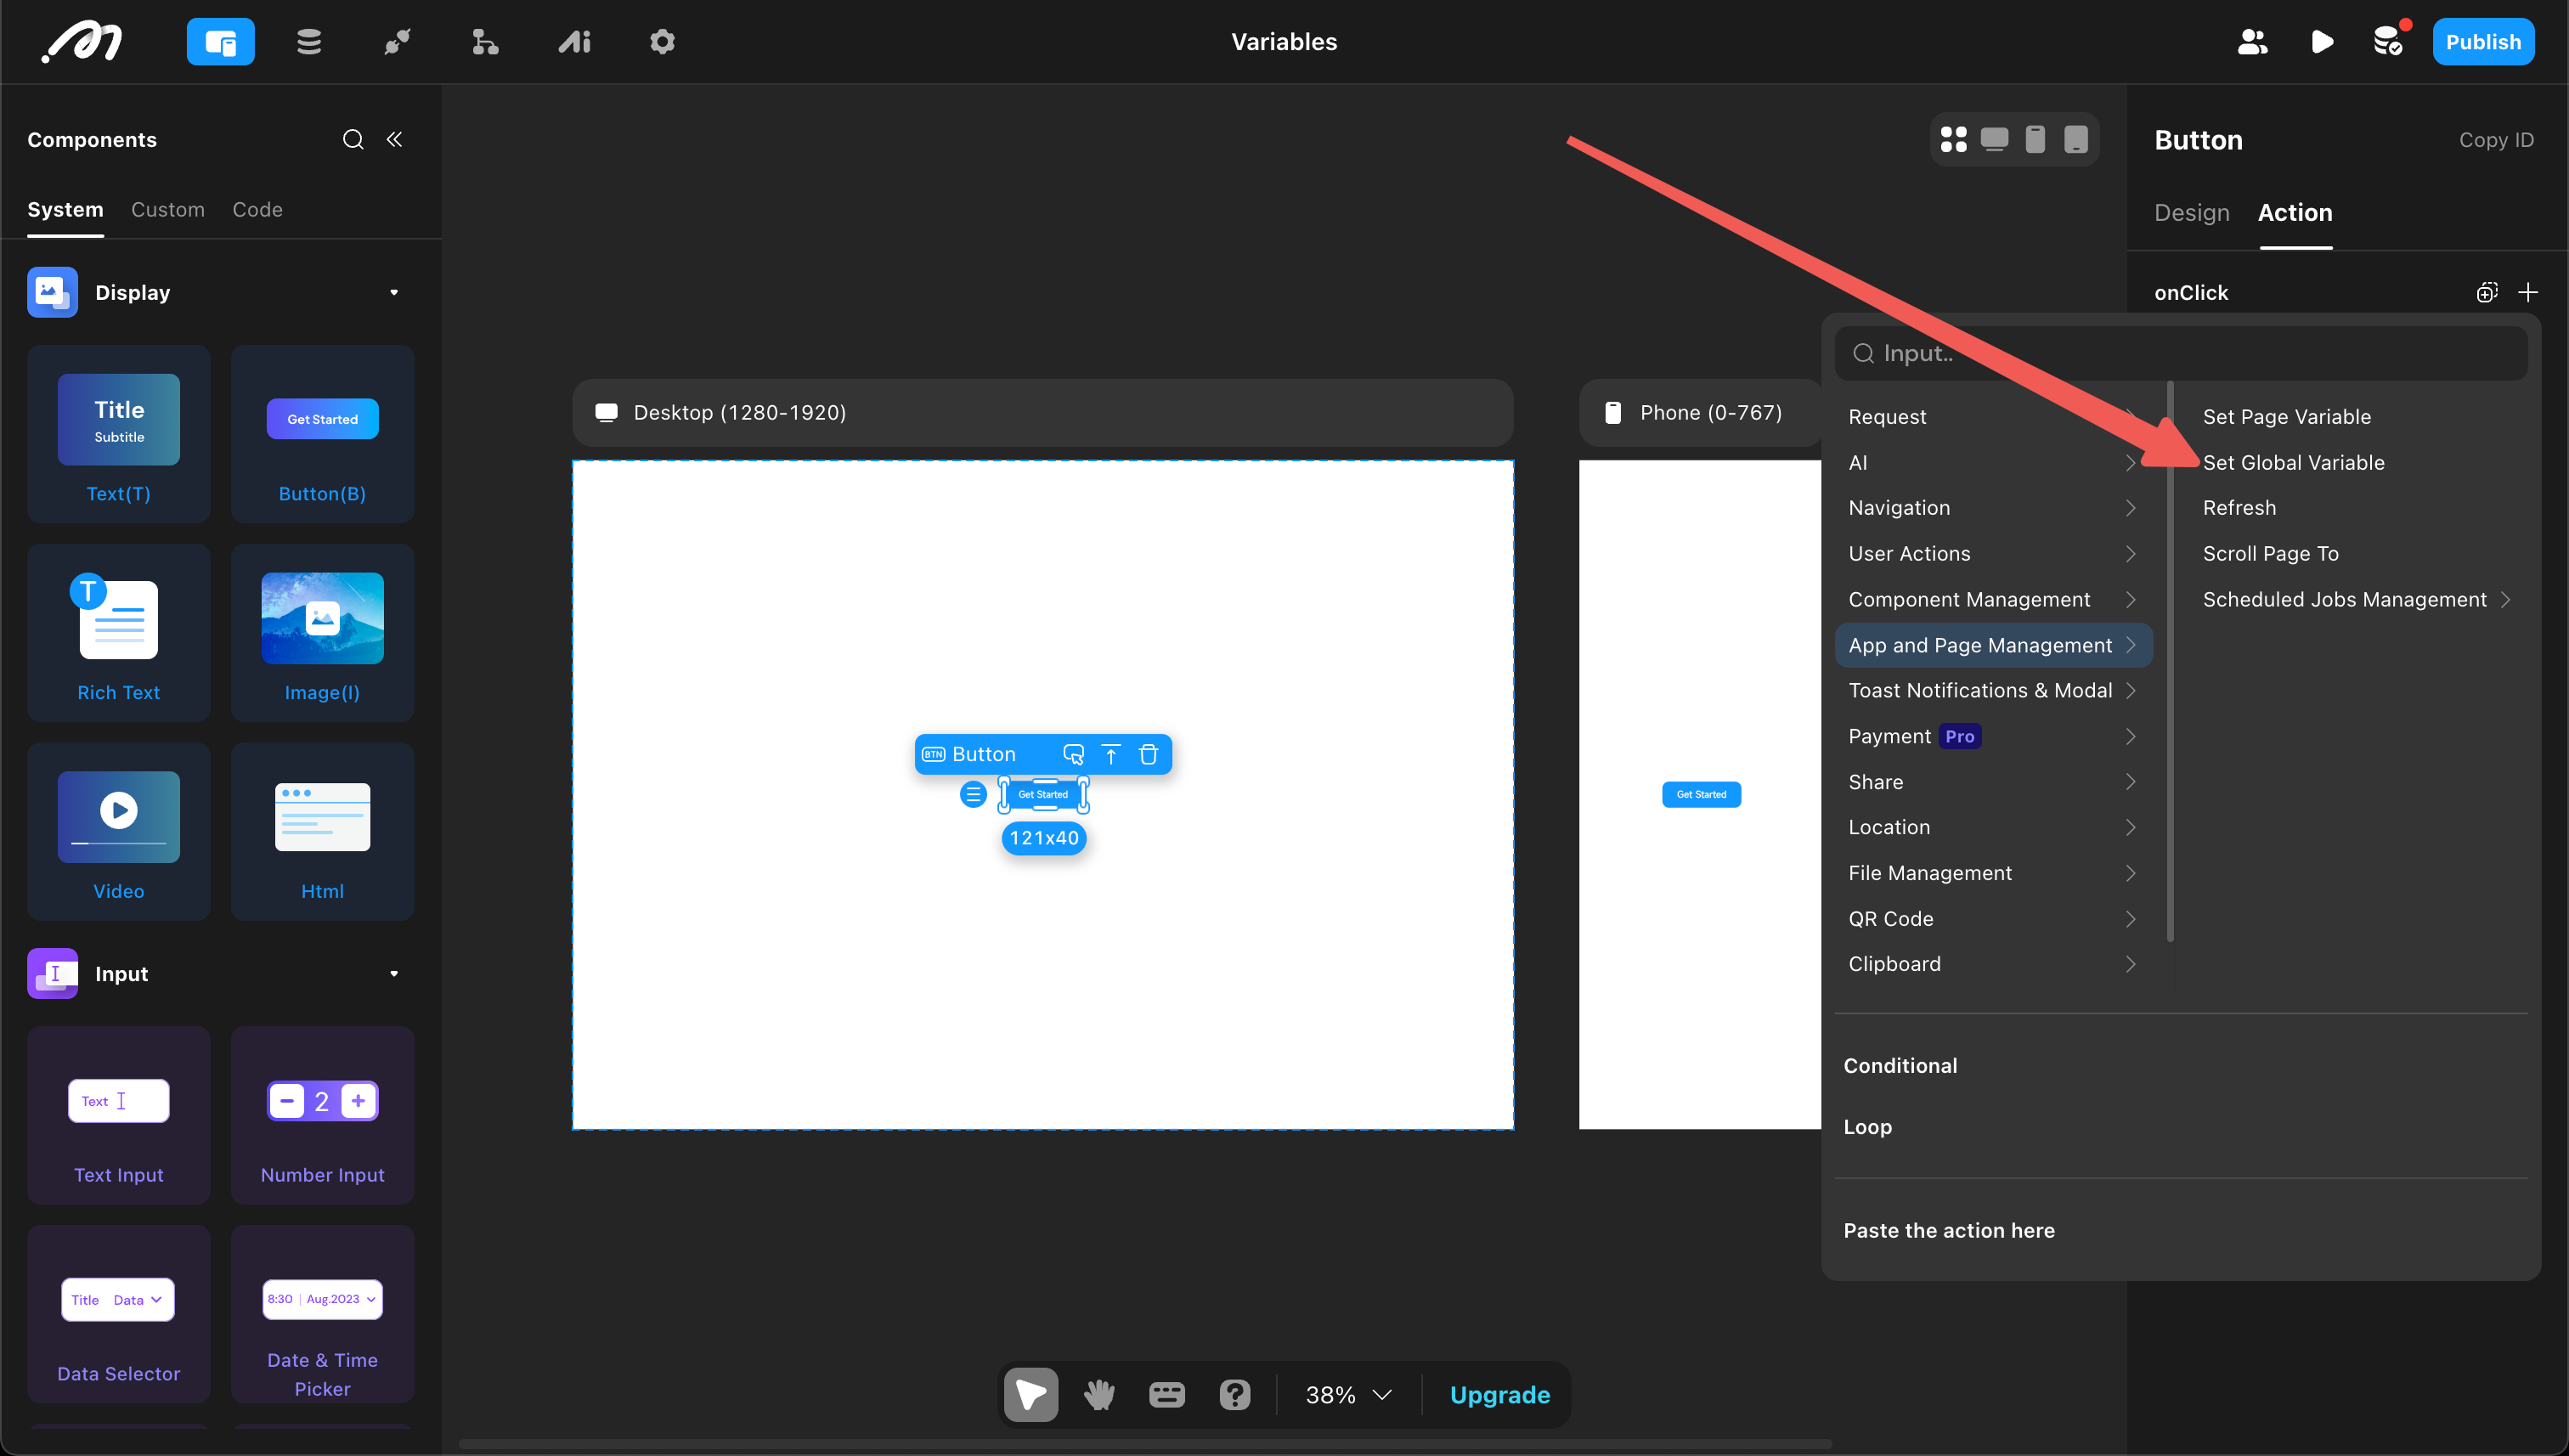 Variables
Publish
Components
System
Custom
Code
Display
Title
Subtitle
Text(T)
Get Started
Button(B)
T
Rich Text
Image(I)
Video
Html
Input
Text
Text Input
2
Number Input
Title
Data
Data Selector
8:30
Aug.2023
Date & Time
Picker
Desktop (1280-1920)
Phone (0-767)
BTN
Button
Get Started
121x40
Get Started
38%
Upgrade
Button
Copy ID
Design
Action
onClick
Input..
Request
AI
Navigation
User Actions
Component Management
App and Page Management
Toast Notifications & Modal
Payment Pro
Share
Location
File Management
QR Code
Clipboard
Set Page Variable
Set Global Variable
Refresh
Scroll Page To
Scheduled Jobs Management
Conditional
Loop
Paste the action here